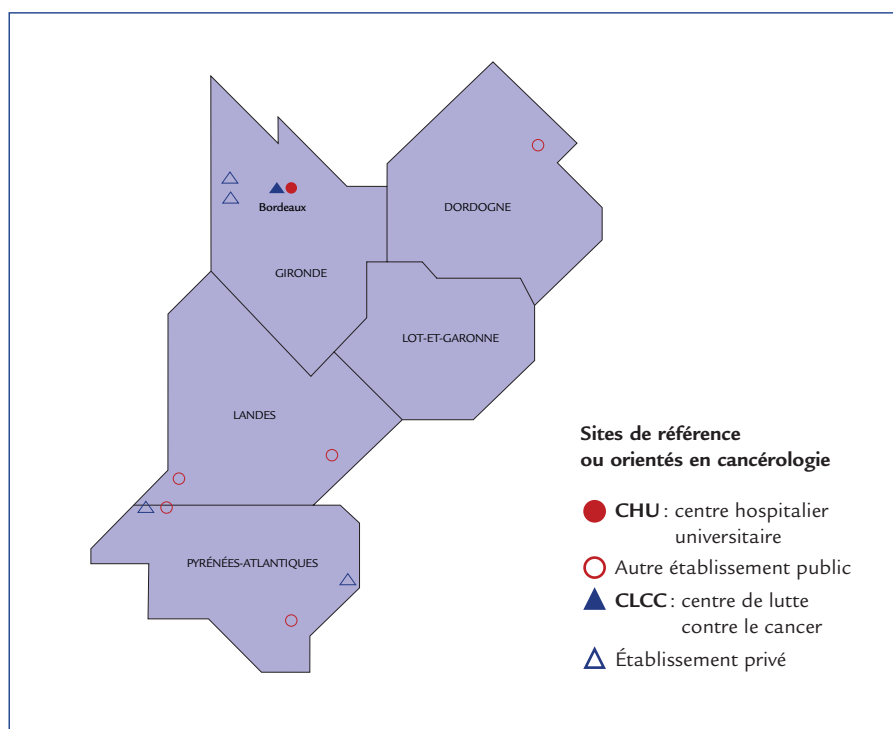 DORDOGNE
Bordeaux
GIRONDE
LOT-ET-GARONNE
LANDES
PYRÉNÉES-ATLANTIQUES
Sites de référence
ou orientés en cancérologie
CHU : centre hospitalier
universitaire
Autre établissement public
CLCC : centre de lutte
contre le cancer
Établissement privé